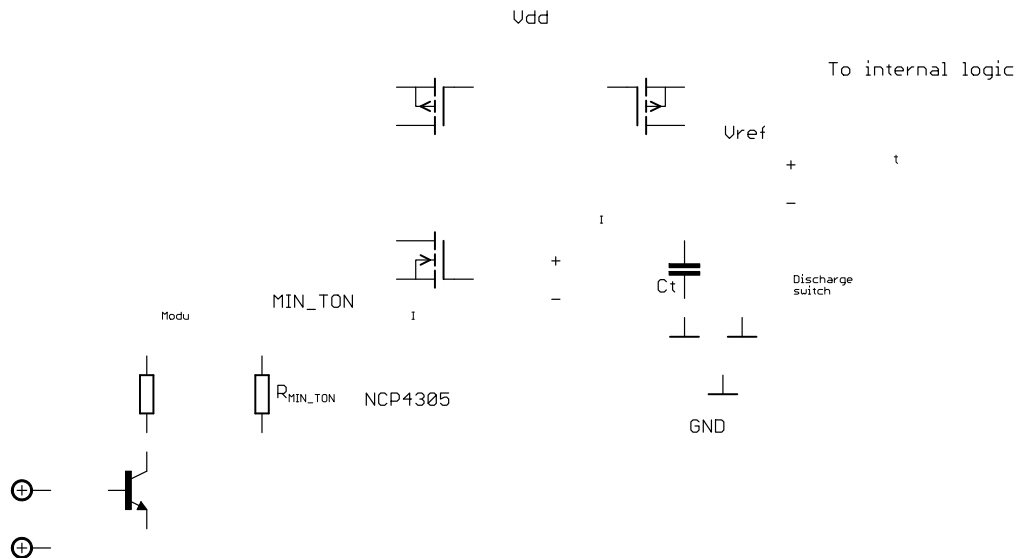 Vdd
To internal logic
Vref
+
t
−
I
+
Ct
Discharge
switch
−
MIN_TON
Modu
I
RMIN_TON
NCP4305
GND